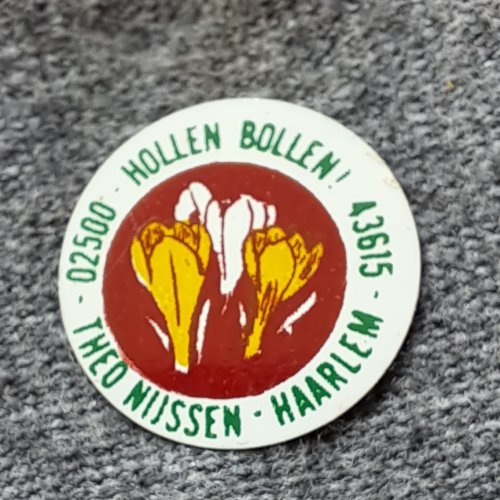 02500 · HOLLEN BOLLEN! 43615
· THEO NIJSSEN · HAARLEM ·